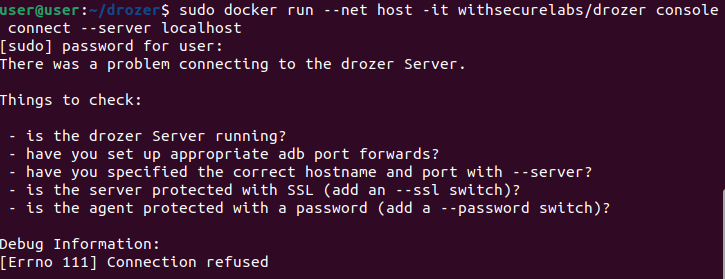 user@user:~/drozer$ sudo docker run --net host -it withsecurelabs/drozer console
 connect --server localhost
[sudo] password for user:
There was a problem connecting to the drozer Server.

Things to check:

 - is the drozer Server running?
 - have you set up appropriate adb port forwards?
 - have you specified the correct hostname and port with --server?
 - is the server protected with SSL (add an --ssl switch)?
 - is the agent protected with a password (add a --password switch)?

Debug Information:
[Errno 111] Connection refused